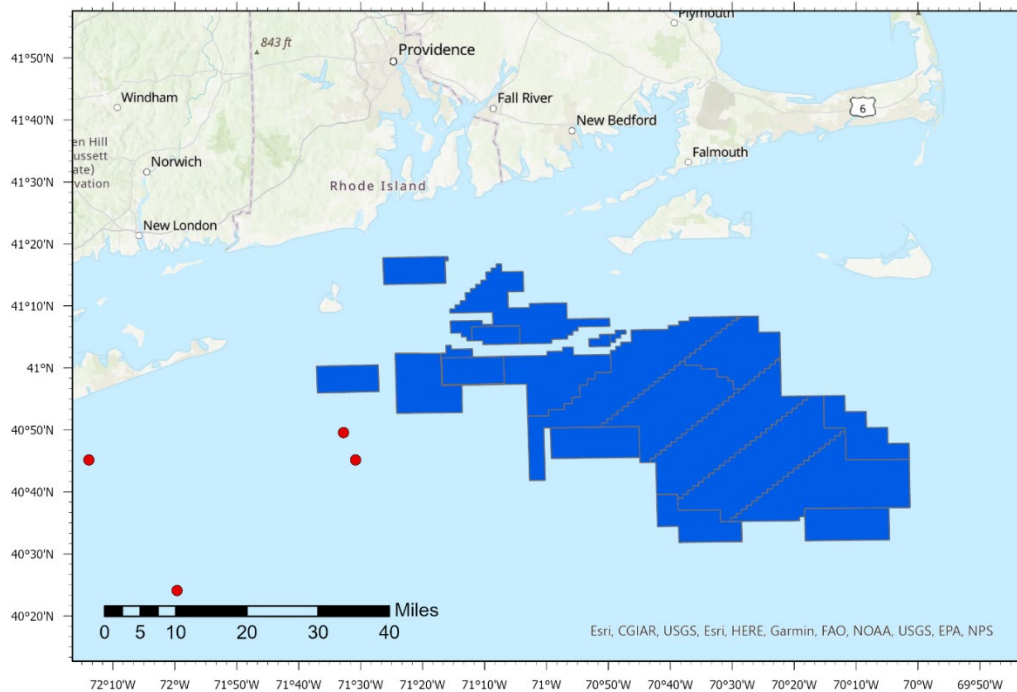 Plymouth
843 ft
Providence
41°50'N
Windham
Fall River
6
41°40'N
New Bedford
en Hill
ussett
ate)
vation
Norwich
Falmouth
41°30'N
Rhode Island
New London
41°20'N
41°10'N
41°N
40°50'N
40°40'N
40°30'N
40°20'N
Miles
0 5 10 20 30 40
Esri, CGIAR, USGS, Esri, HERE, Garmin, FAO, NOAA, USGS, EPA, NPS
72°10'W 72°W 71°50'W 71°40'W 71°30'W 71°20'W 71°10'W 71°W 70°50'W 70°40'W 70°30'W 70°20'W 70°10'W 70°W 69°50'W